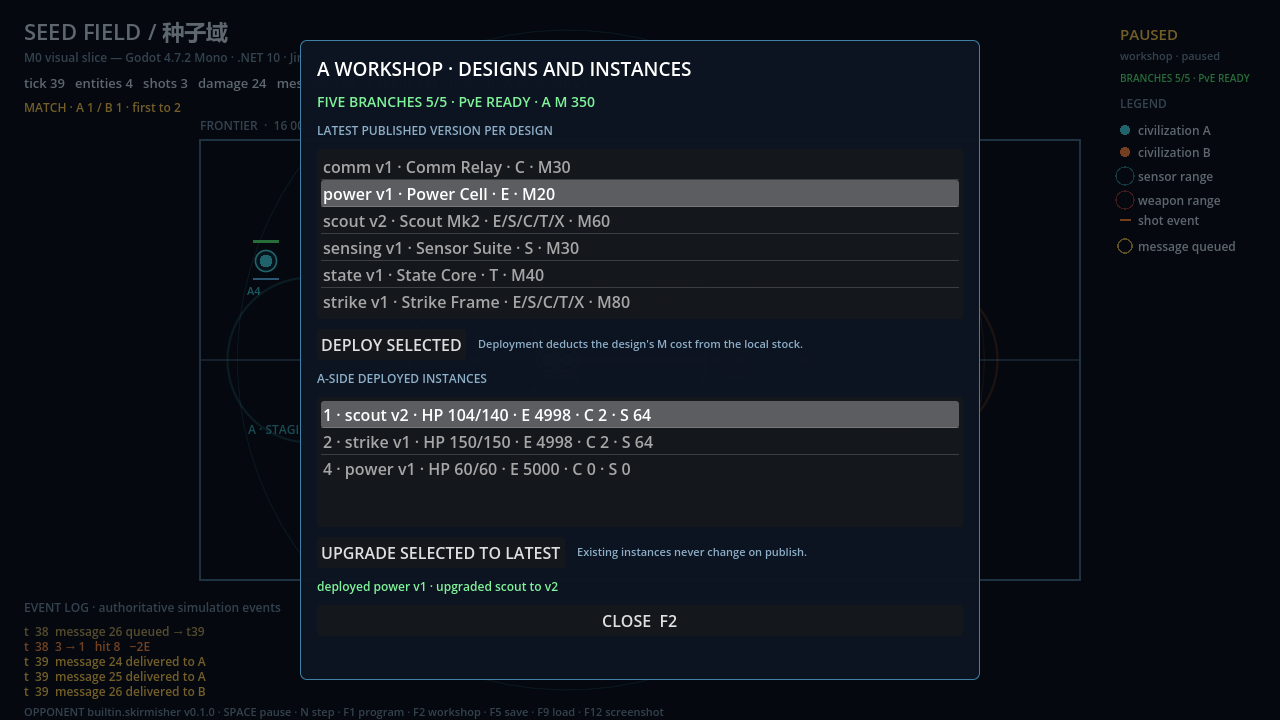 SEED FIELD / 种子域
M0 visual slice — Godot 4.7.2 Mono · .NET 10 ·
tick 39 entities 4 shots 3 damage 24
MATCH · A 1 / B 1 · first to 2
FRONTIER · 16
A WORKSHOP · DESIGNS AND INSTANCES
FIVE BRANCHES 5/5 · PvE READY · A M 350
LATEST PUBLISHED VERSION PER DESIGN
comm v1 · Comm Relay · C · M30
power v1 · Power Cell · E · M20
scout v2 · Scout Mk2 · E/S/C/T/X · M60
sensing v1 · Sensor Suite · S · M30
state v1 · State Core · T · M40
strike v1 · Strike Frame · E/S/C/T/X · M80
DEPLOY SELECTED Deployment deducts the design's M cost from the local stock.
A-SIDE DEPLOYED INSTANCES
1 · scout v2 · HP 104/140 · E 4998 · C 2 · S 64
2 · strike v1 · HP 150/150 · E 4998 · C 2 · S 64
4 · power v1 · HP 60/60 · E 5000 · C 0 · S 0
UPGRADE SELECTED TO LATEST Existing instances never change on publish.
deployed power v1 · upgraded scout to v2
CLOSE F2
PAUSED
workshop · paused
BRANCHES 5/5 · PvE READY
LEGEND
civilization A
civilization B
sensor range
weapon range
shot event
message queued
A4
A · STAGI
EVENT LOG · authoritative simulation events
t 38 message 26 queued → t39
t 38 3 → 1 hit 8 −2E
t 39 message 24 delivered to A
t 39 message 25 delivered to A
t 39 message 26 delivered to B
OPPONENT builtin.skirmisher v0.1.0 · SPACE pause · N step · F1 program · F2 workshop · F5 save · F9 load · F12 screenshot